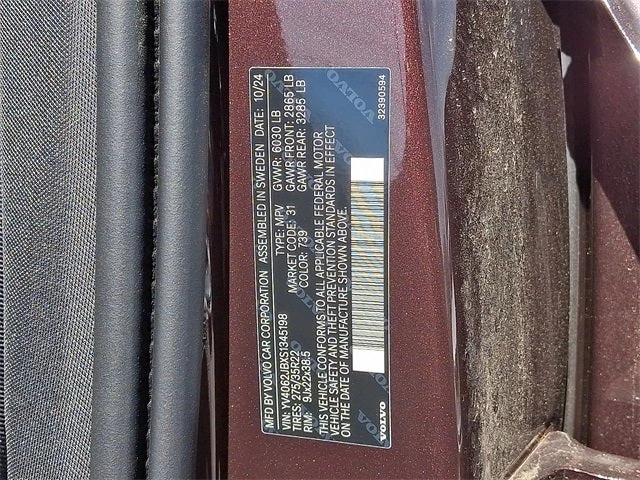 MFD BY VOLVO CAR CORPORATION ASSEMBLED IN SWEDEN DATE: 10/24
VIN: YV4062JBXS1345198 TYPE: MPV GVWR: 6030 LB
TIRES: 275/35R22 MARKET CODE: 31 GAWR FRONT: 2865 LB
RIM: 9Jx22x38.5 COLOR: 739 GAWR REAR: 3285 LB
THIS VEHICLE CONFORMS TO ALL APPLICABLE FEDERAL MOTOR
VEHICLE SAFETY AND THEFT PREVENTION STANDARDS IN EFFECT
ON THE DATE OF MANUFACTURE SHOWN ABOVE.
VOLVO 32390594